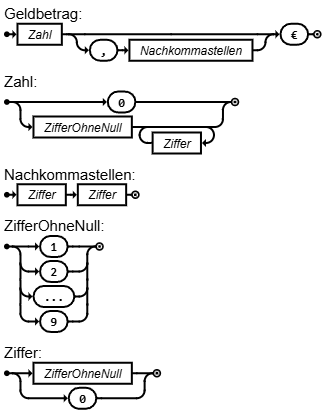 Geldbetrag:
Zahl , Nachkommastellen €
Zahl:
0
ZifferOhneNull Ziffer
Nachkommastellen:
Ziffer Ziffer
ZifferOhneNull:
1
2
...
9
Ziffer:
ZifferOhneNull
0